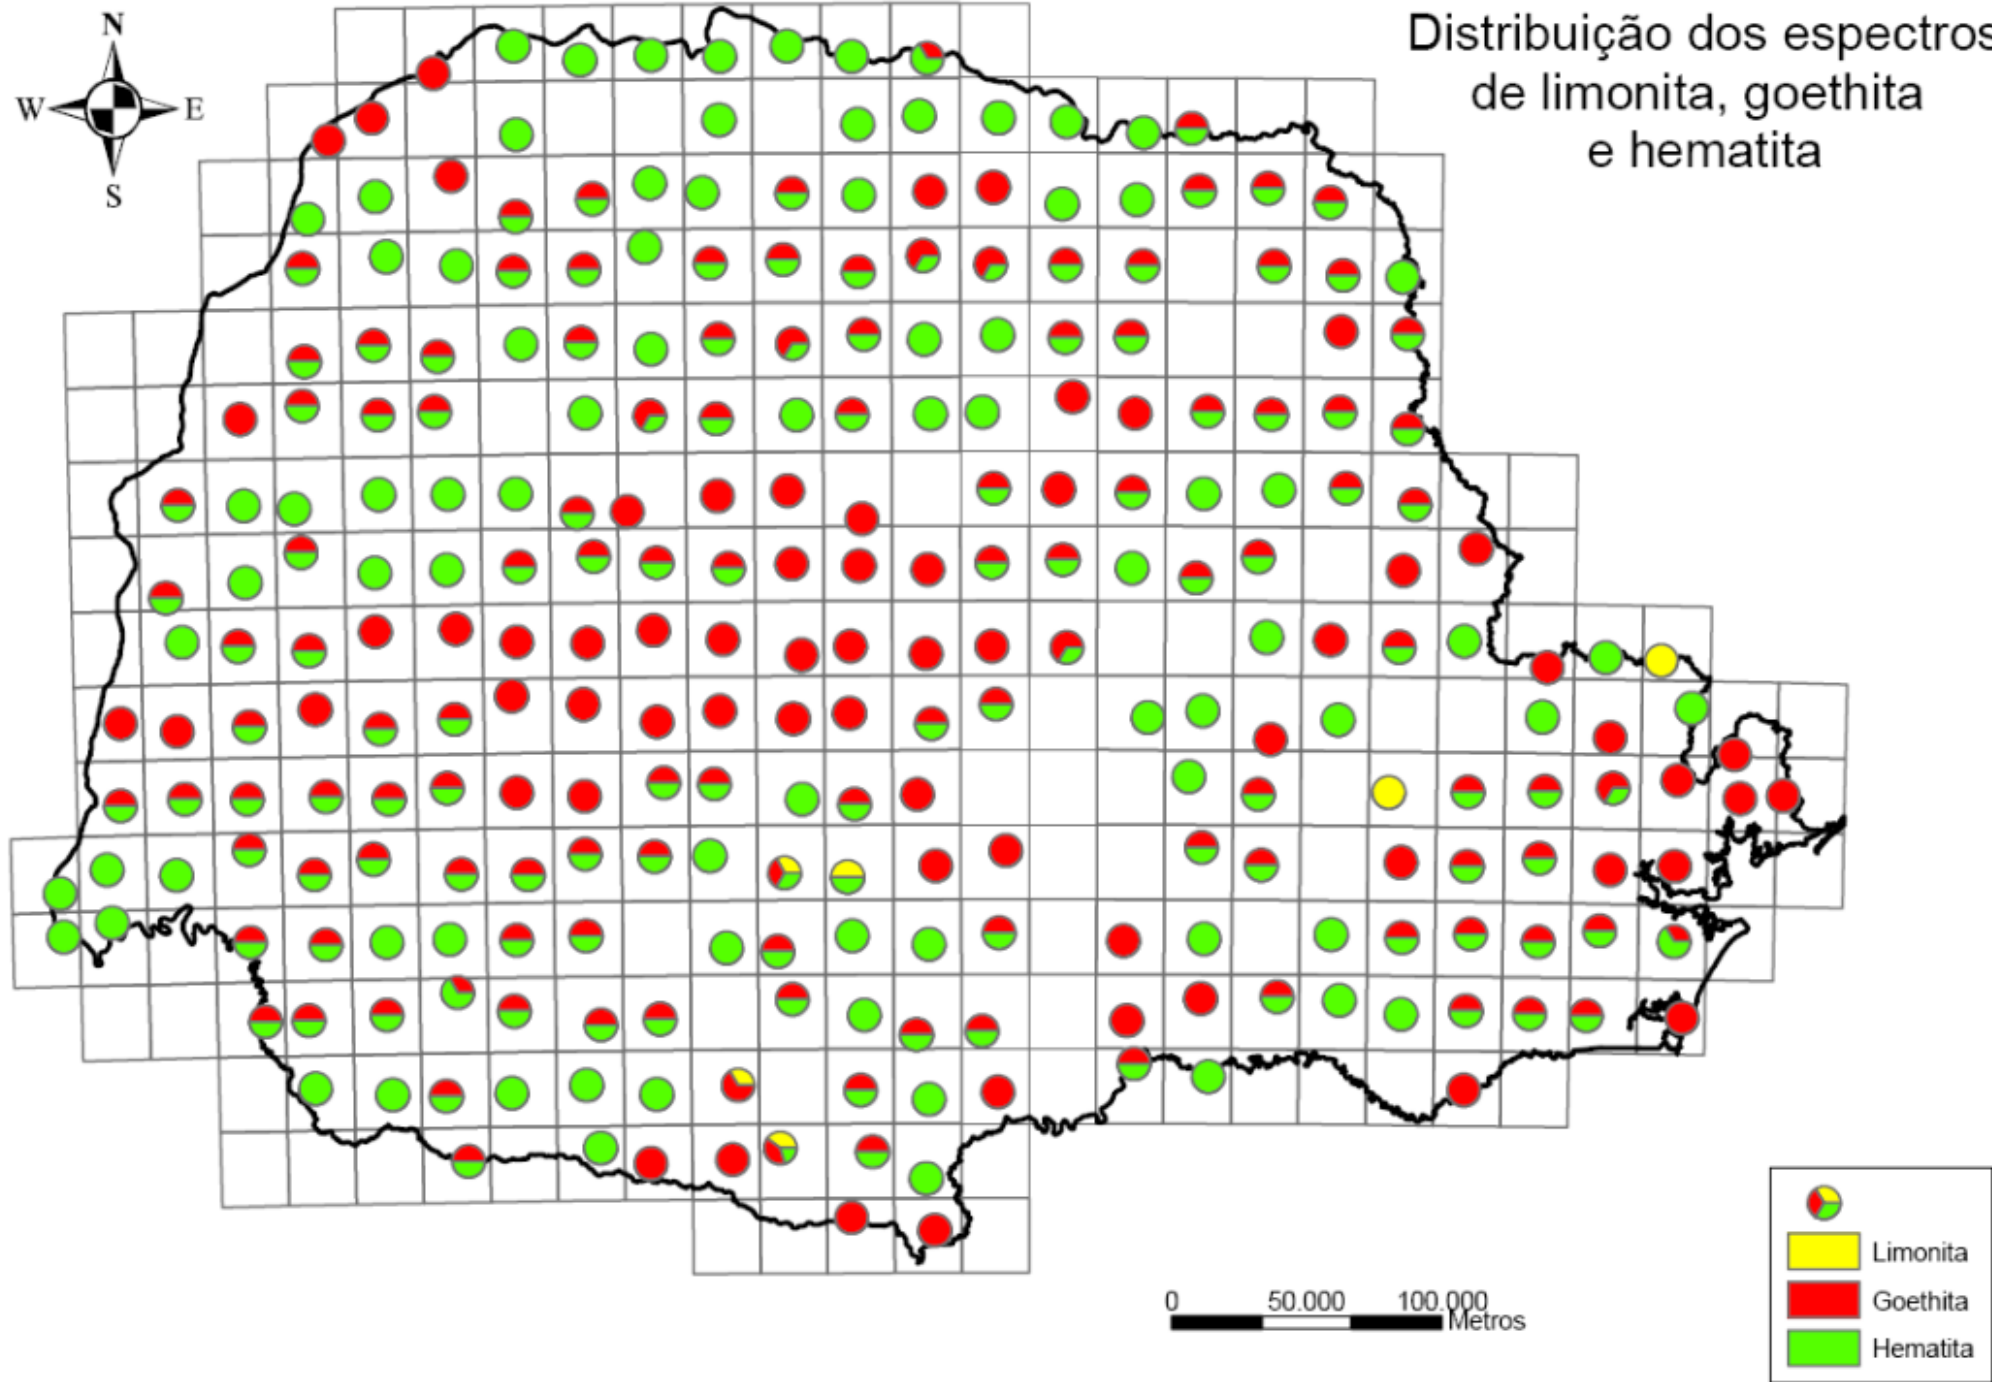 Distribuição dos espectros
de limonita, goethita
e hematita
N
W
E
S
0 50.000 100.000
Metros
Limonita
Goethita
Hematita